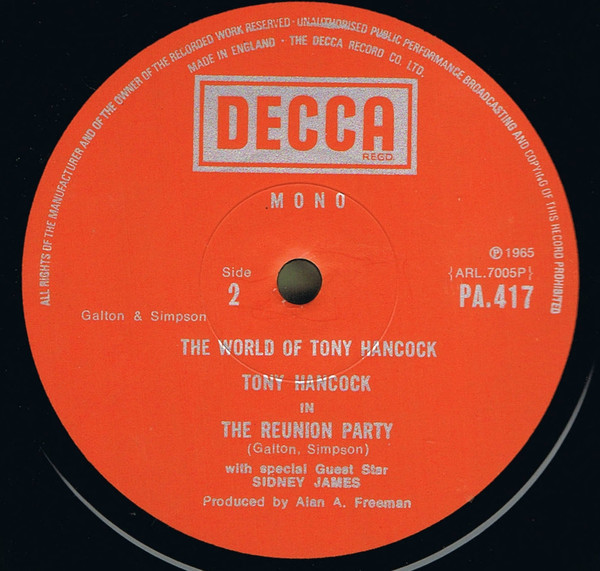 ALL RIGHTS OF THE MANUFACTURER AND OF THE OWNER OF THE RECORDED WORK RESERVED · UNAUTHORISED PUBLIC PERFORMANCE BROADCASTING AND COPYING OF THIS RECORD PROHIBITED
MADE IN ENGLAND · THE DECCA RECORD CO. LTD.
DECCA
REGD.
MONO
℗ 1965
Side
{ARL.7005P}
2
PA.417
Galton & Simpson
THE WORLD OF TONY HANCOCK
TONY HANCOCK
IN
THE REUNION PARTY
(Galton, Simpson)
with special Guest Star
SIDNEY JAMES
Produced by Alan A. Freeman